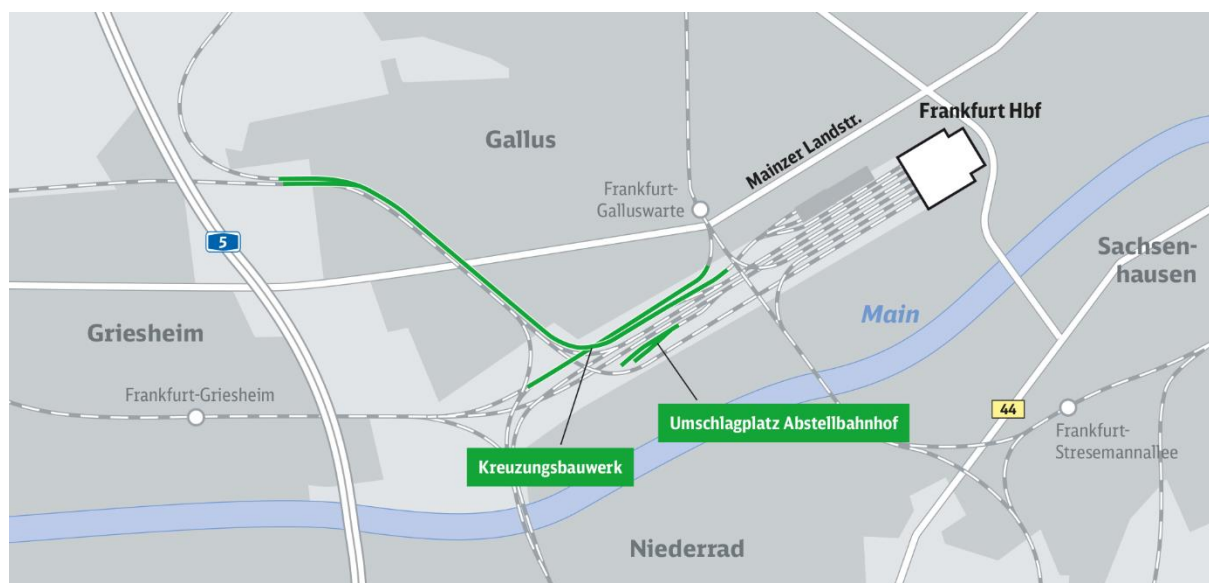 Frankfurt Hbf
Mainzer Landstr.
Gallus
Frankfurt-
Galluswarte
5
Sachsen-
hausen
Main
Griesheim
Frankfurt-Griesheim
44
Umschlagplatz Abstellbahnhof
Frankfurt-
Stresemannallee
Kreuzungsbauwerk
Niederrad